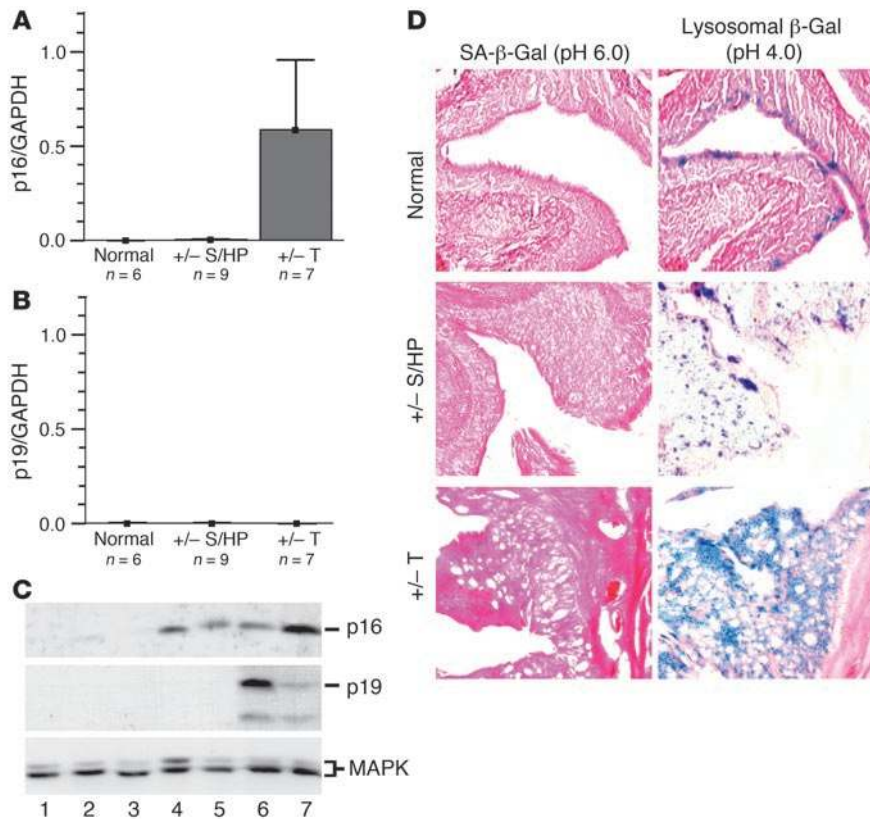 A
p16/GAPDH
1.0
0.5
0.0
Normal
n = 6
+/– S/HP
n = 9
+/– T
n = 7
B
p19/GAPDH
1.0
0.5
0.0
Normal
n = 6
+/– S/HP
n = 9
+/– T
n = 7
C
p16
p19
MAPK
1 2 3 4 5 6 7
D
SA-β-Gal (pH 6.0)
Lysosomal β-Gal
(pH 4.0)
Normal
+/– S/HP
+/– T